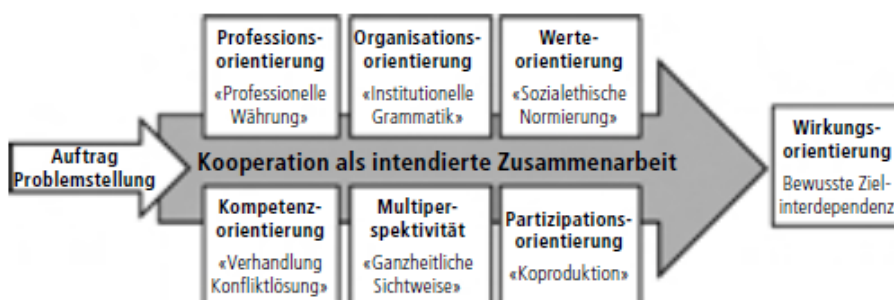 Professions-
orientierung
«Professionelle
Währung»
Organisations-
orientierung
«Institutionelle
Grammatik»
Werte-
orientierung
«Sozialethische
Normierung»
Auftrag
Problemstellung
Kooperation als intendierte Zusammenarbeit
Wirkungs-
orientierung
Bewusste Ziel-
interdependenz
Kompetenz-
orientierung
«Verhandlung
Konfliktlösung»
Multiper-
spektivität
«Ganzheitliche
Sichtweise»
Partizipations-
orientierung
«Koproduktion»